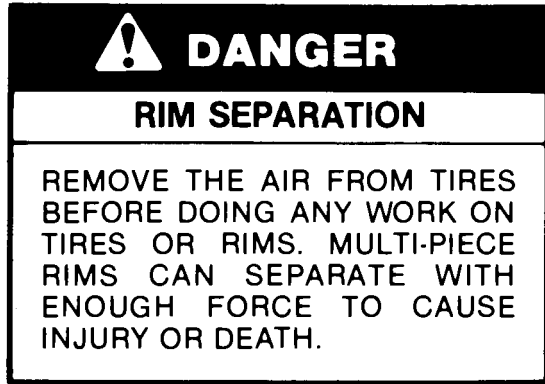 DANGER
RIM SEPARATION
REMOVE THE AIR FROM TIRES
BEFORE DOING ANY WORK ON
TIRES OR RIMS. MULTI-PIECE
RIMS CAN SEPARATE WITH
ENOUGH FORCE TO CAUSE
INJURY OR DEATH.